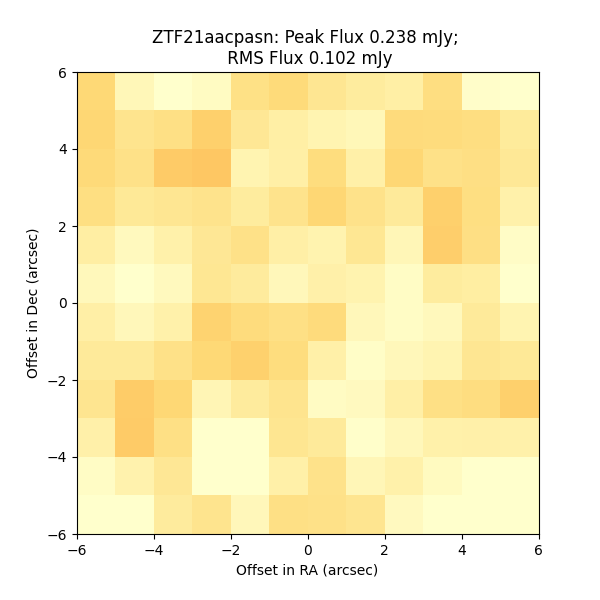 ZTF21aacpasn: Peak Flux 0.238 mJy;
RMS Flux 0.102 mJy
6
4
2
0
−2
−4
−6
Offset in Dec (arcsec)
−6 −4 −2 0 2 4 6
Offset in RA (arcsec)